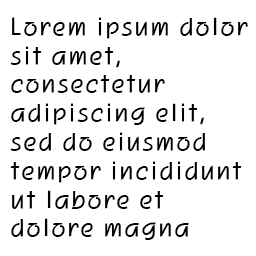 Lorem ipsum dolor
sit amet,
consectetur
adipiscing elit,
sed do eiusmod
tempor incididunt
ut labore et
dolore magna